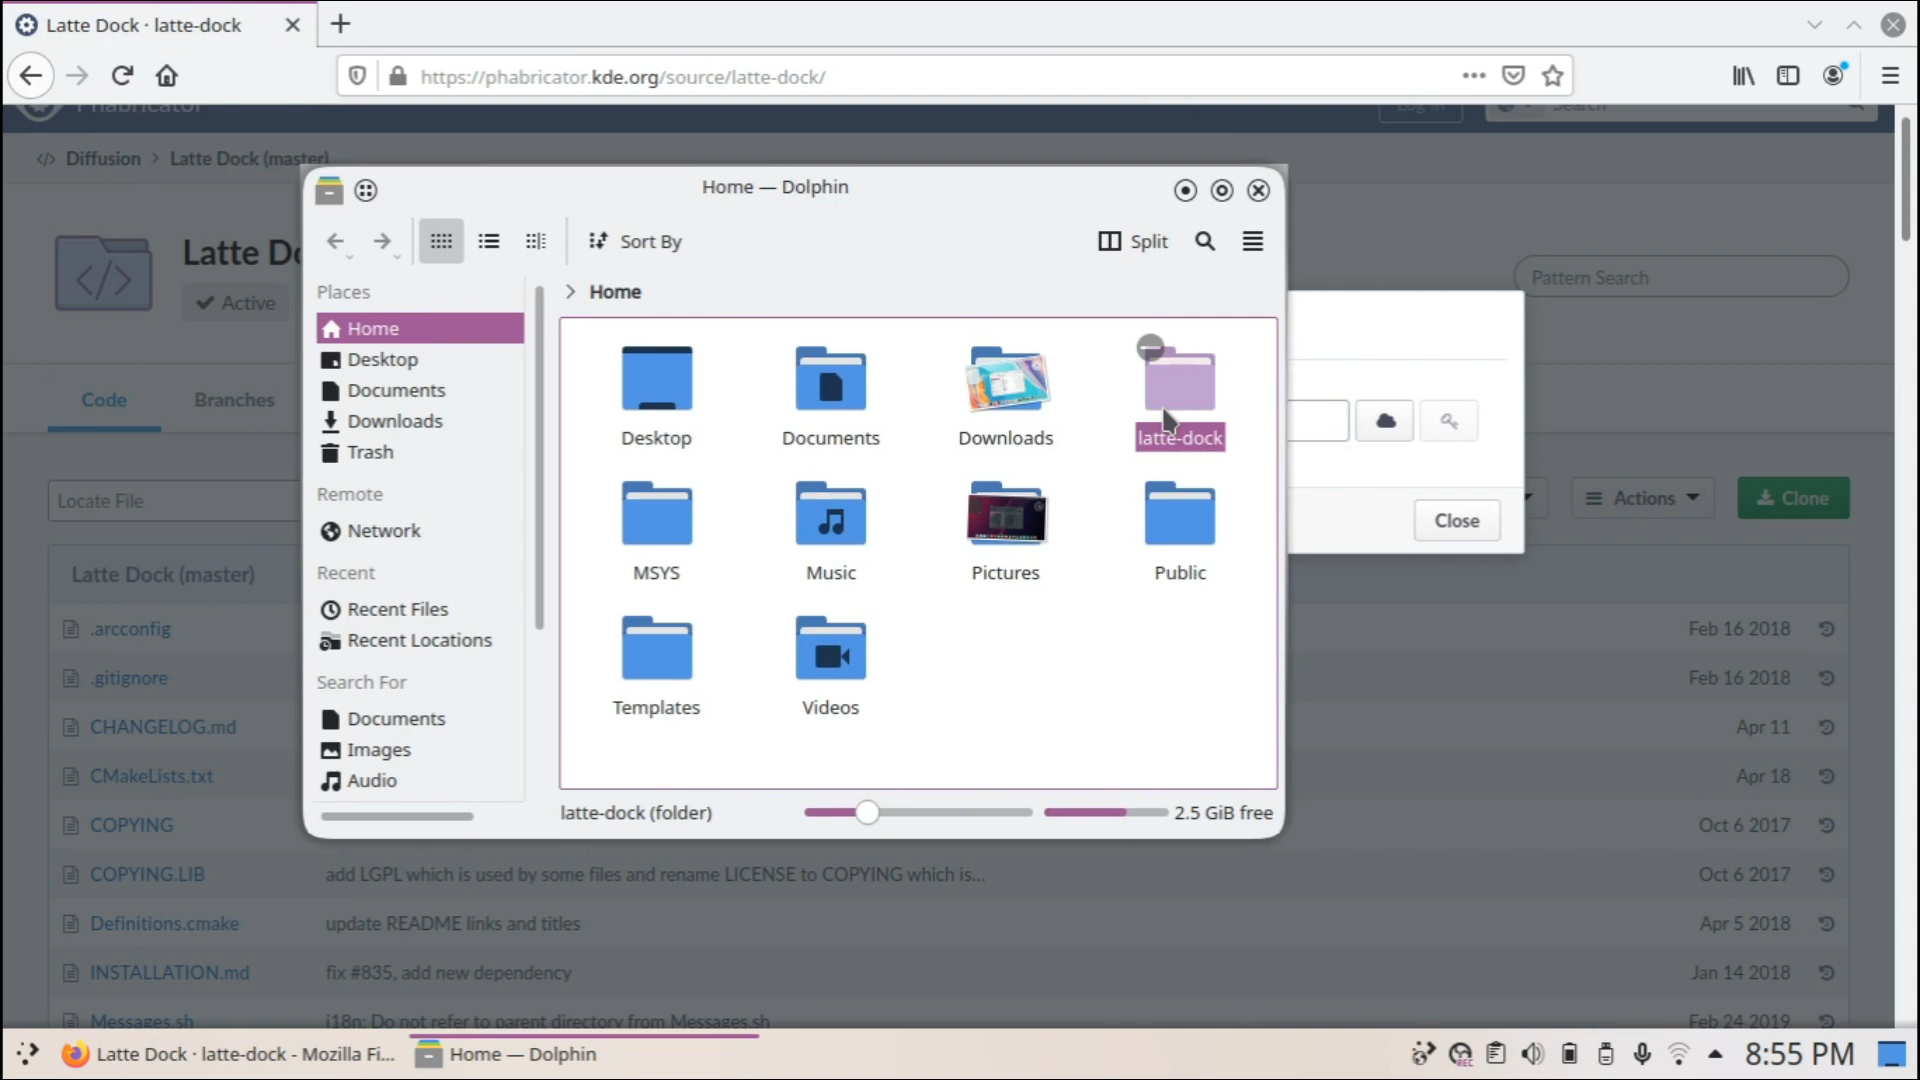 Latte Dock · latte-dock
https://phabricator.kde.org/source/latte-dock/
Phabricator
Log In
Search
Diffusion > Latte Dock (master)
Latte Do
Active
Pattern Search
Code
Branches
Locate File
Actions
Clone
Close
Latte Dock (master)
.arcconfig
Feb 16 2018
.gitignore
Feb 16 2018
CHANGELOG.md
Apr 11
CMakeLists.txt
Apr 18
COPYING
Oct 6 2017
COPYING.LIB
add LGPL which is used by some files and rename LICENSE to COPYING which is...
Oct 6 2017
Definitions.cmake
update README links and titles
Apr 5 2018
INSTALLATION.md
fix #835, add new dependency
Jan 14 2018
Messages.sh
i18n: Do not refer to parent directory from Messages.sh
Feb 24 2019
Home — Dolphin
Sort By
Split
Places
Home
Desktop
Documents
Downloads
Trash
Remote
Network
Recent
Recent Files
Recent Locations
Search For
Documents
Images
Audio
> Home
Desktop
Documents
Downloads
latte-dock
MSYS
Music
Pictures
Public
Templates
Videos
latte-dock (folder)
2.5 GiB free
Latte Dock · latte-dock - Mozilla Fi...
Home — Dolphin
REC
8:55 PM